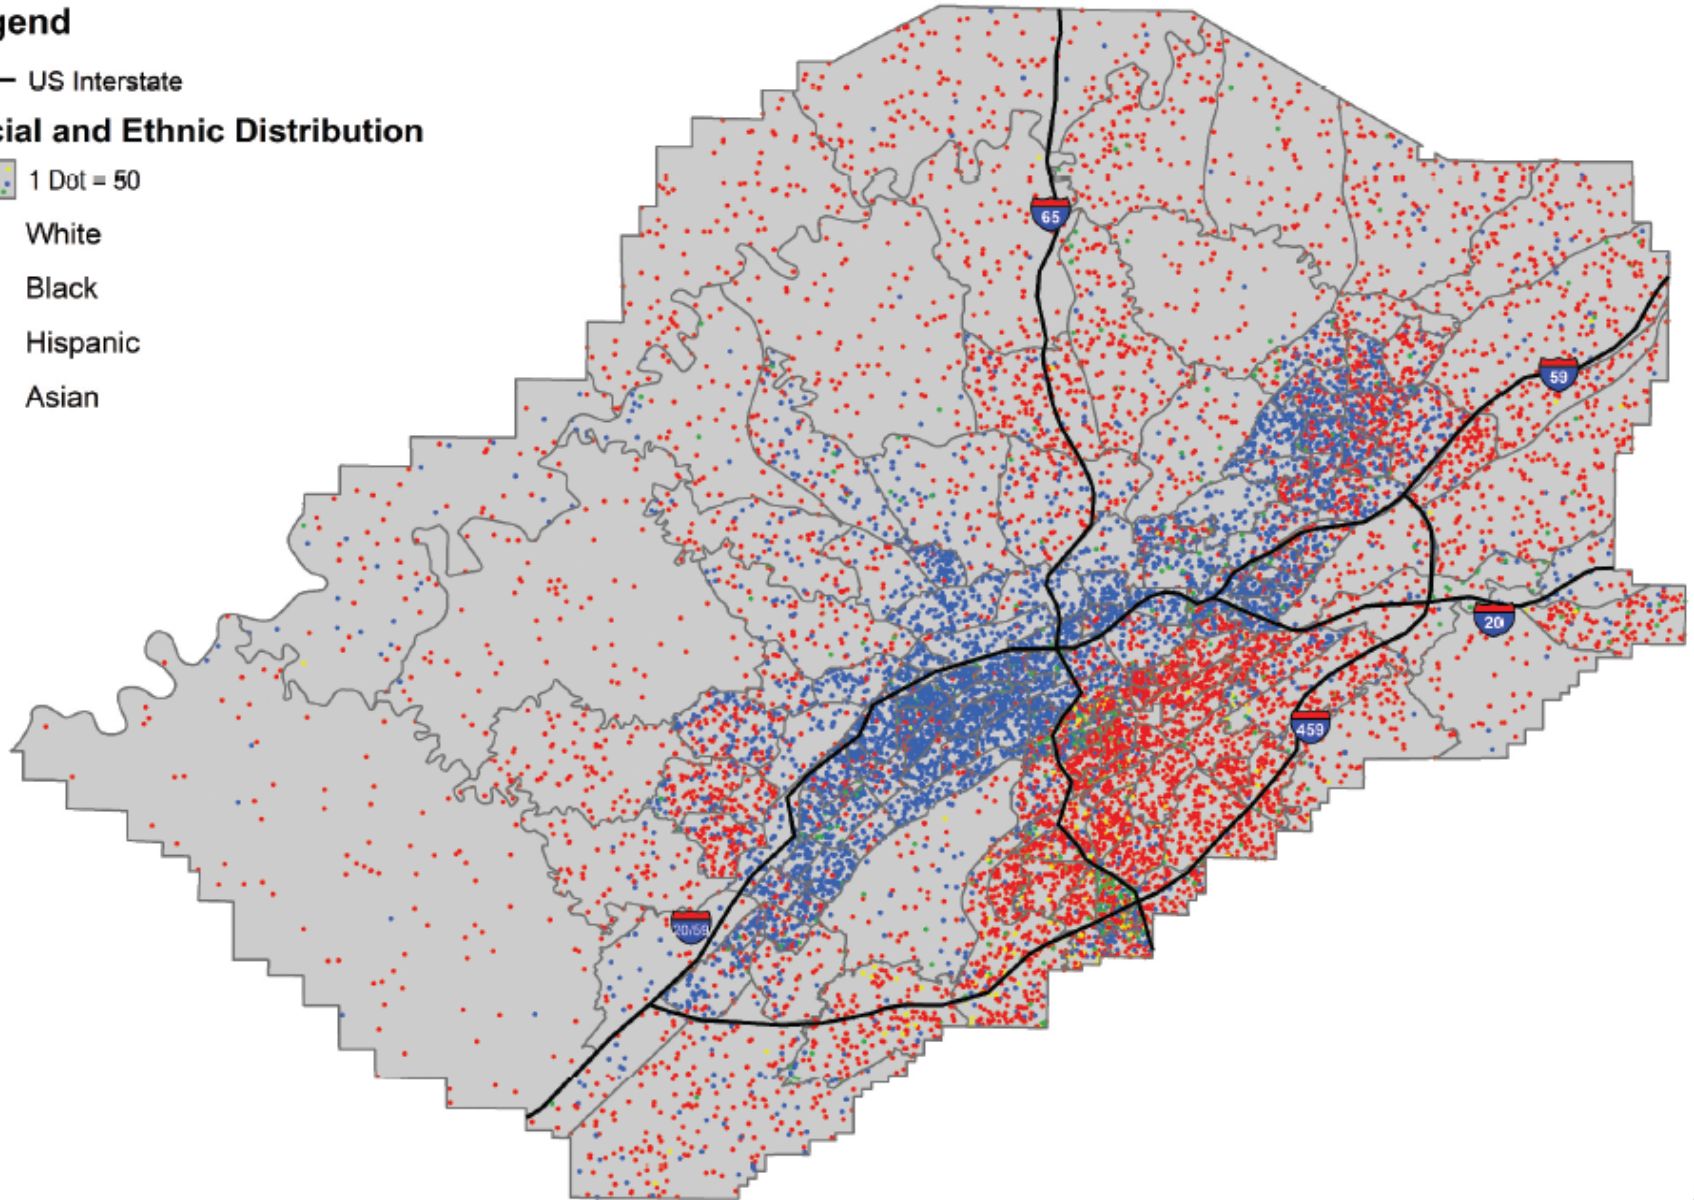 gend
US Interstate
cial and Ethnic Distribution
1 Dot = 50
White
Black
Hispanic
Asian
65
59
20
459
20/59